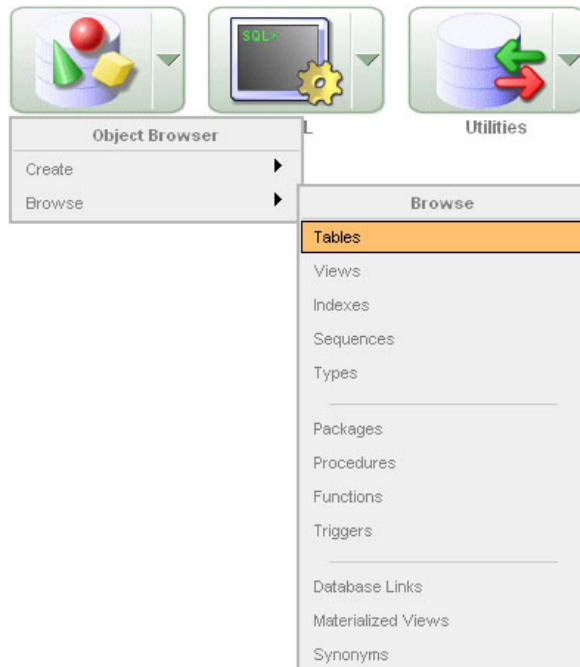 SQL>
L
Utilities
Object Browser
Create
Browse
Browse
Tables
Views
Indexes
Sequences
Types
Packages
Procedures
Functions
Triggers
Database Links
Materialized Views
Synonyms